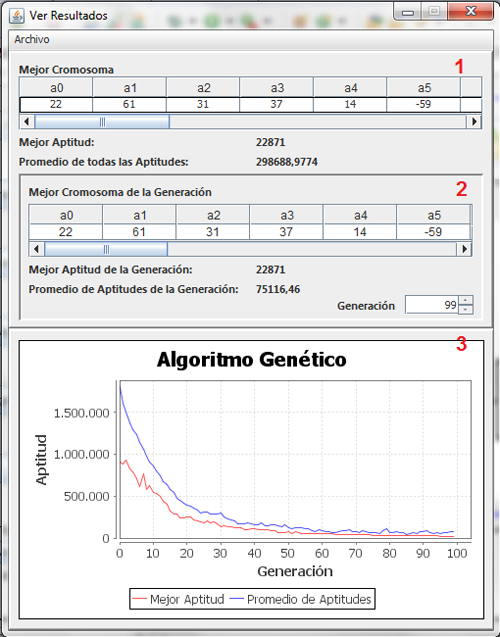 Ver Resultados
Archivo
1
Mejor Cromosoma
a0 a1 a2 a3 a4 a5
22 61 31 37 14 -59
Mejor Aptitud: 22871
Promedio de todas las Aptitudes: 298688,9774
2
Mejor Cromosoma de la Generación
a0 a1 a2 a3 a4 a5
22 61 31 37 14 -59
Mejor Aptitud de la Generación: 22871
Promedio de Aptitudes de la Generación: 75116,46
Generación 99
3
Algoritmo Genético
Aptitud
1.500.000
1.000.000
500.000
0
0 10 20 30 40 50 60 70 80 90 100
Generación
Mejor Aptitud Promedio de Aptitudes